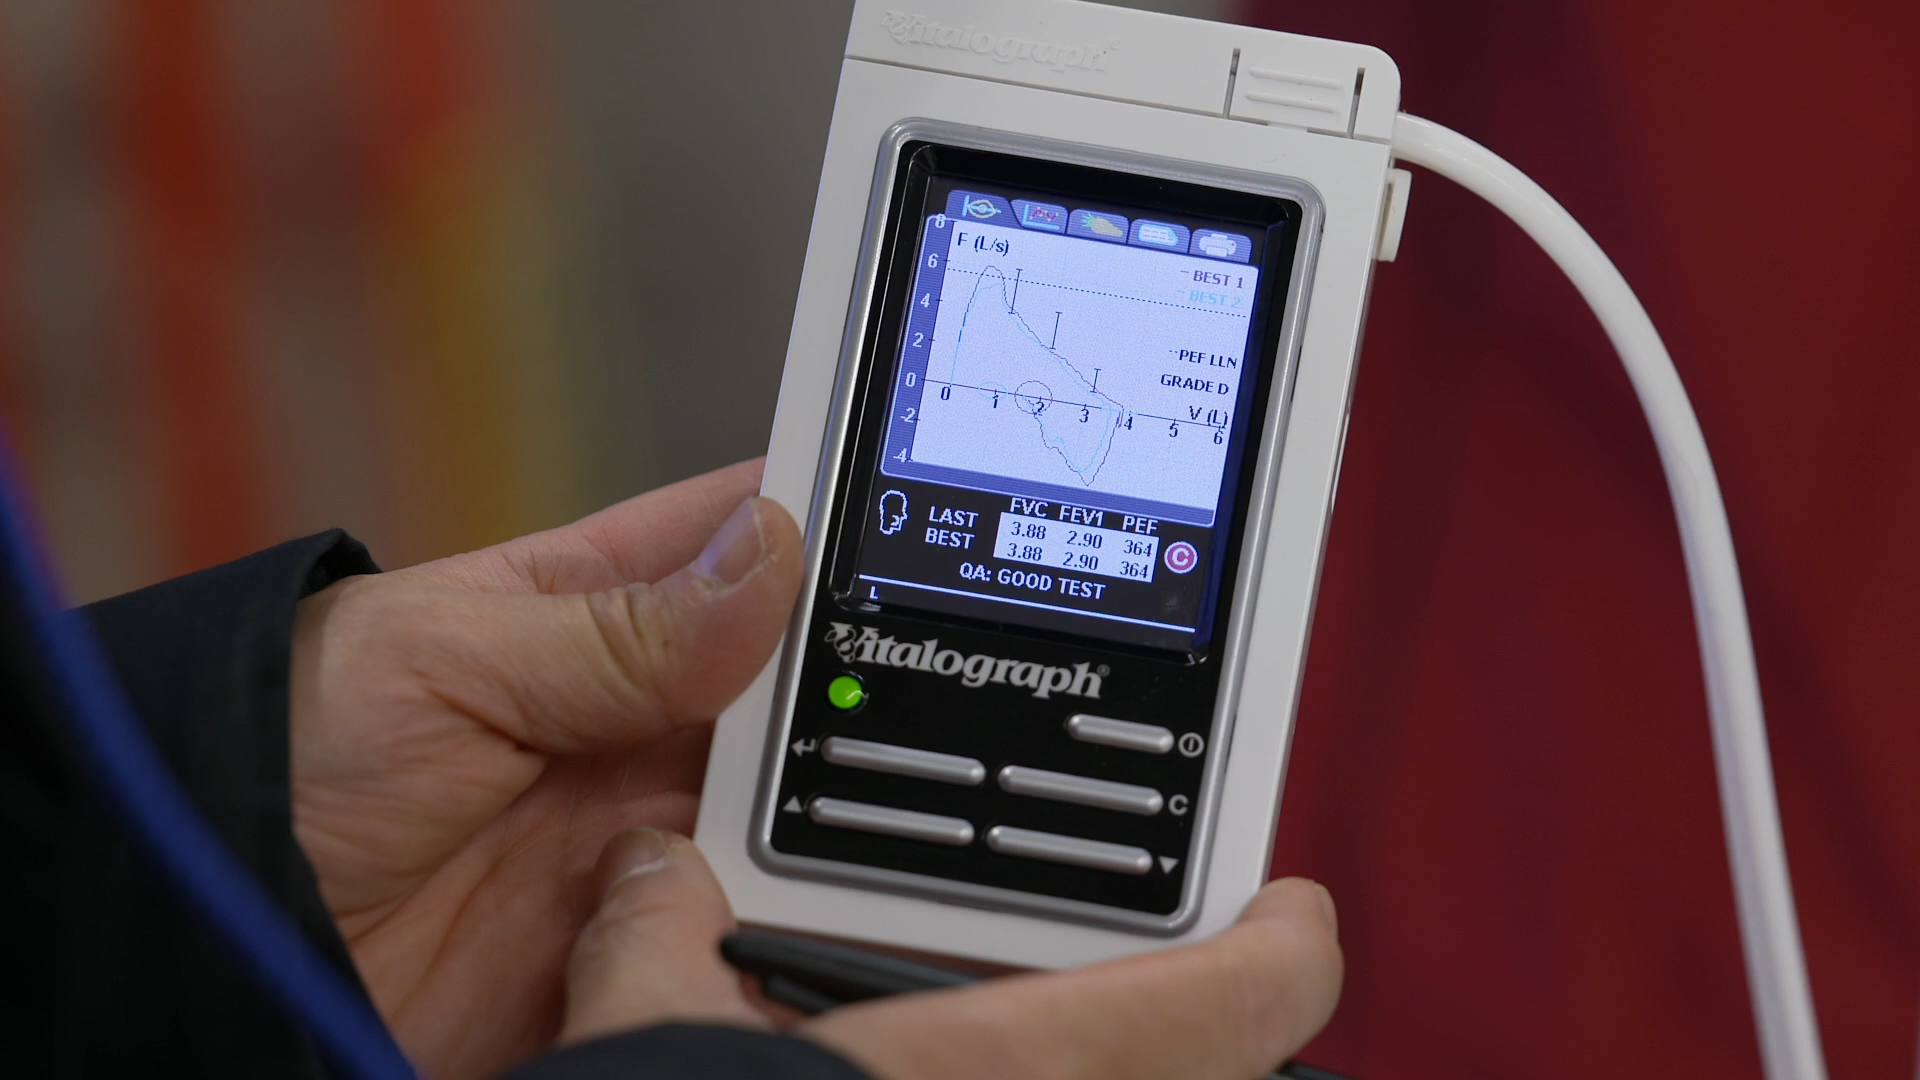 Vitalograph®
8
F (L/s)
6
BEST 1
BEST 2
4
2
PEF LLN
GRADE D
0
V (L)
0 1 2 3 4 5 6
-2
-4
FVC FEV1 PEF
LAST 3.88 2.90 364
BEST 3.88 2.90 364
C
QA: GOOD TEST
L
Vitalograph®
C